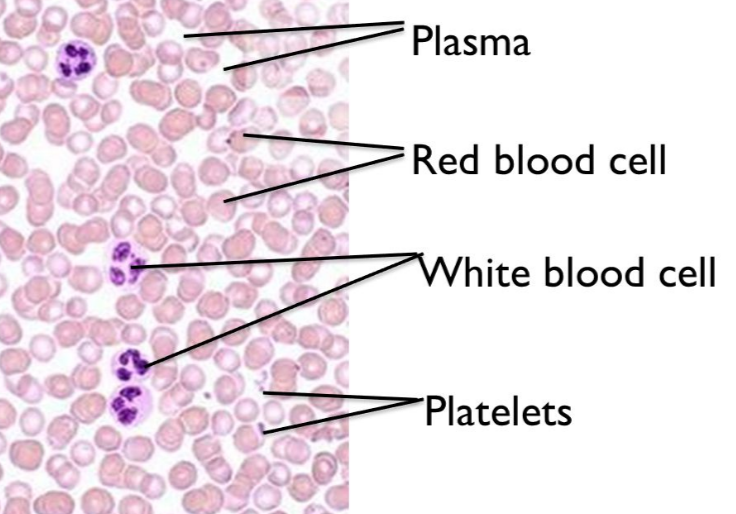 Plasma
Red blood cell
White blood cell
Platelets